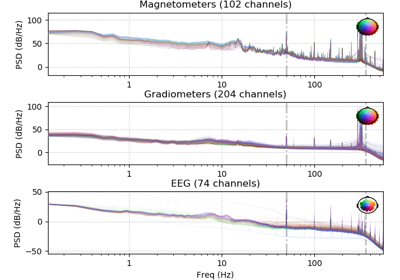 Magnetometers (102 channels)
PSD (dB/Hz)
100
50
0
1
10
100
Gradiometers (204 channels)
PSD (dB/Hz)
100
50
0
1
10
100
EEG (74 channels)
PSD (dB/Hz)
50
0
−50
1
10
100
Freq (Hz)